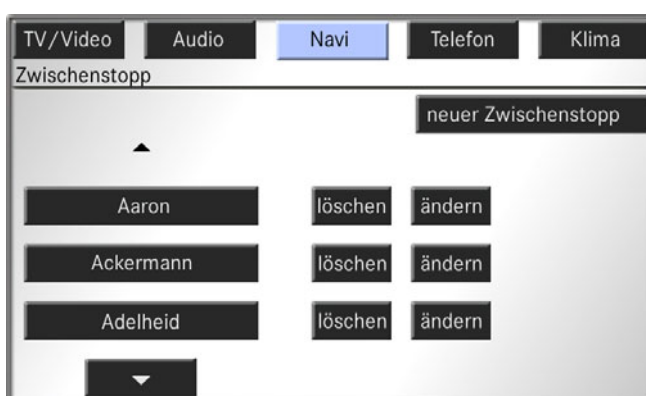 TV/Video Audio Navi Telefon Klima
Zwischenstopp
neuer Zwischenstopp
Aaron löschen ändern
Ackermann löschen ändern
Adelheid löschen ändern